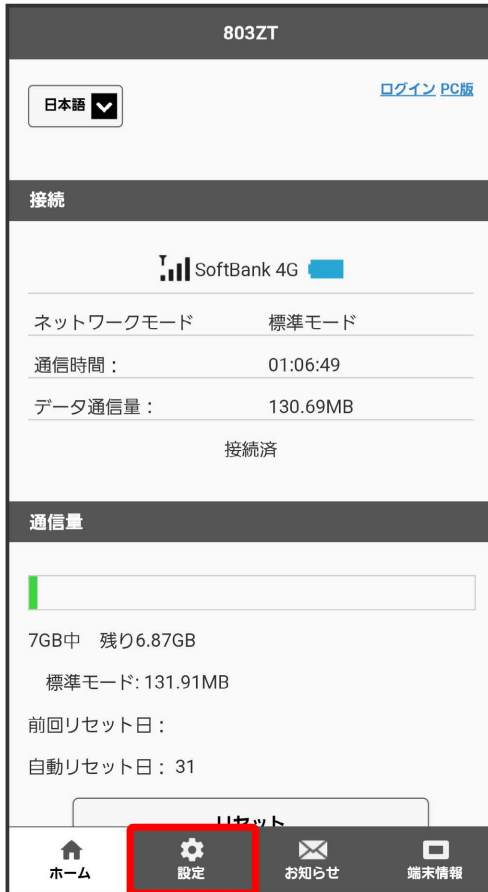 803ZT
日本語
ログイン PC版
接続
SoftBank 4G
ネットワークモード 標準モード
通信時間： 01:06:49
データ通信量： 130.69MB
接続済
通信量
7GB中　残り6.87GB
標準モード: 131.91MB
前回リセット日：
自動リセット日： 31
リセット
ホーム 設定 お知らせ 端末情報